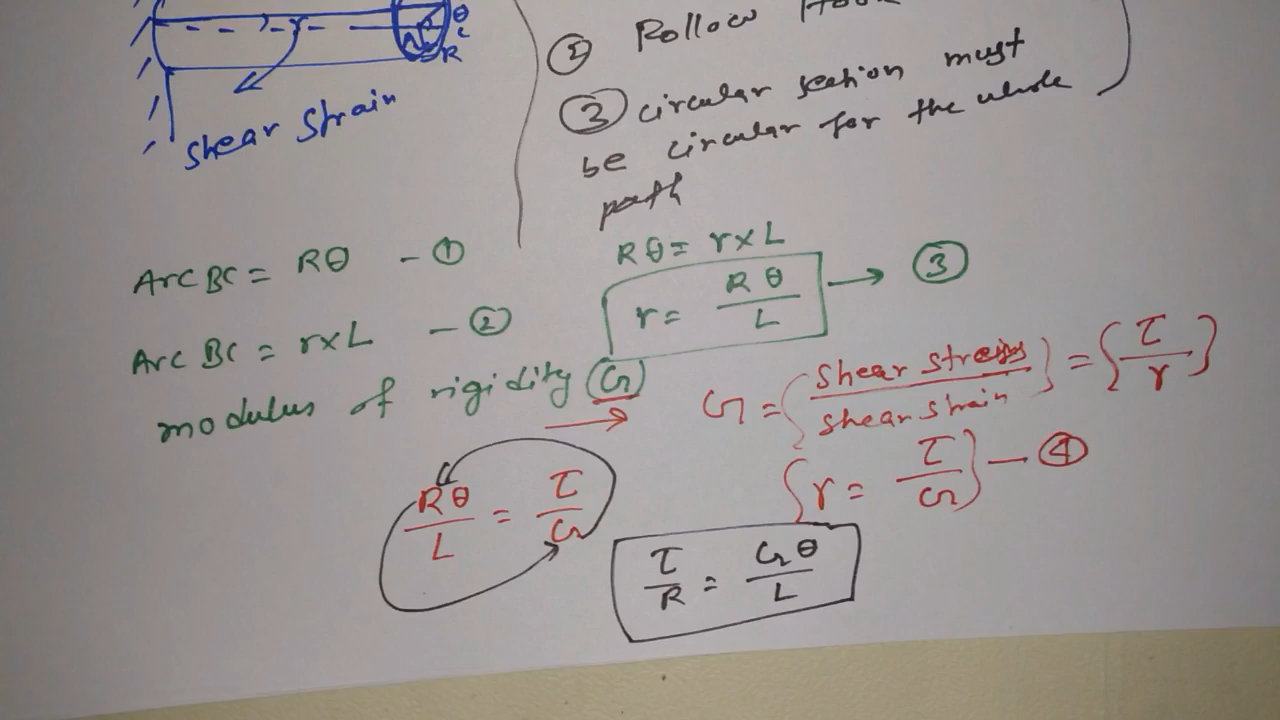 θ
C
R
shear strain
② Follow
③ circular section must
be circular for the whole
path
Arc BC = Rθ - ①
Arc BC = r×L - ②
Rθ = r×L
r = Rθ/L → ③
modulus of rigidity (G)
G = {shear stress/shear strain} = {τ/r}
{r = τ/G} - ④
Rθ/L = τ/G
τ/R = Gθ/L